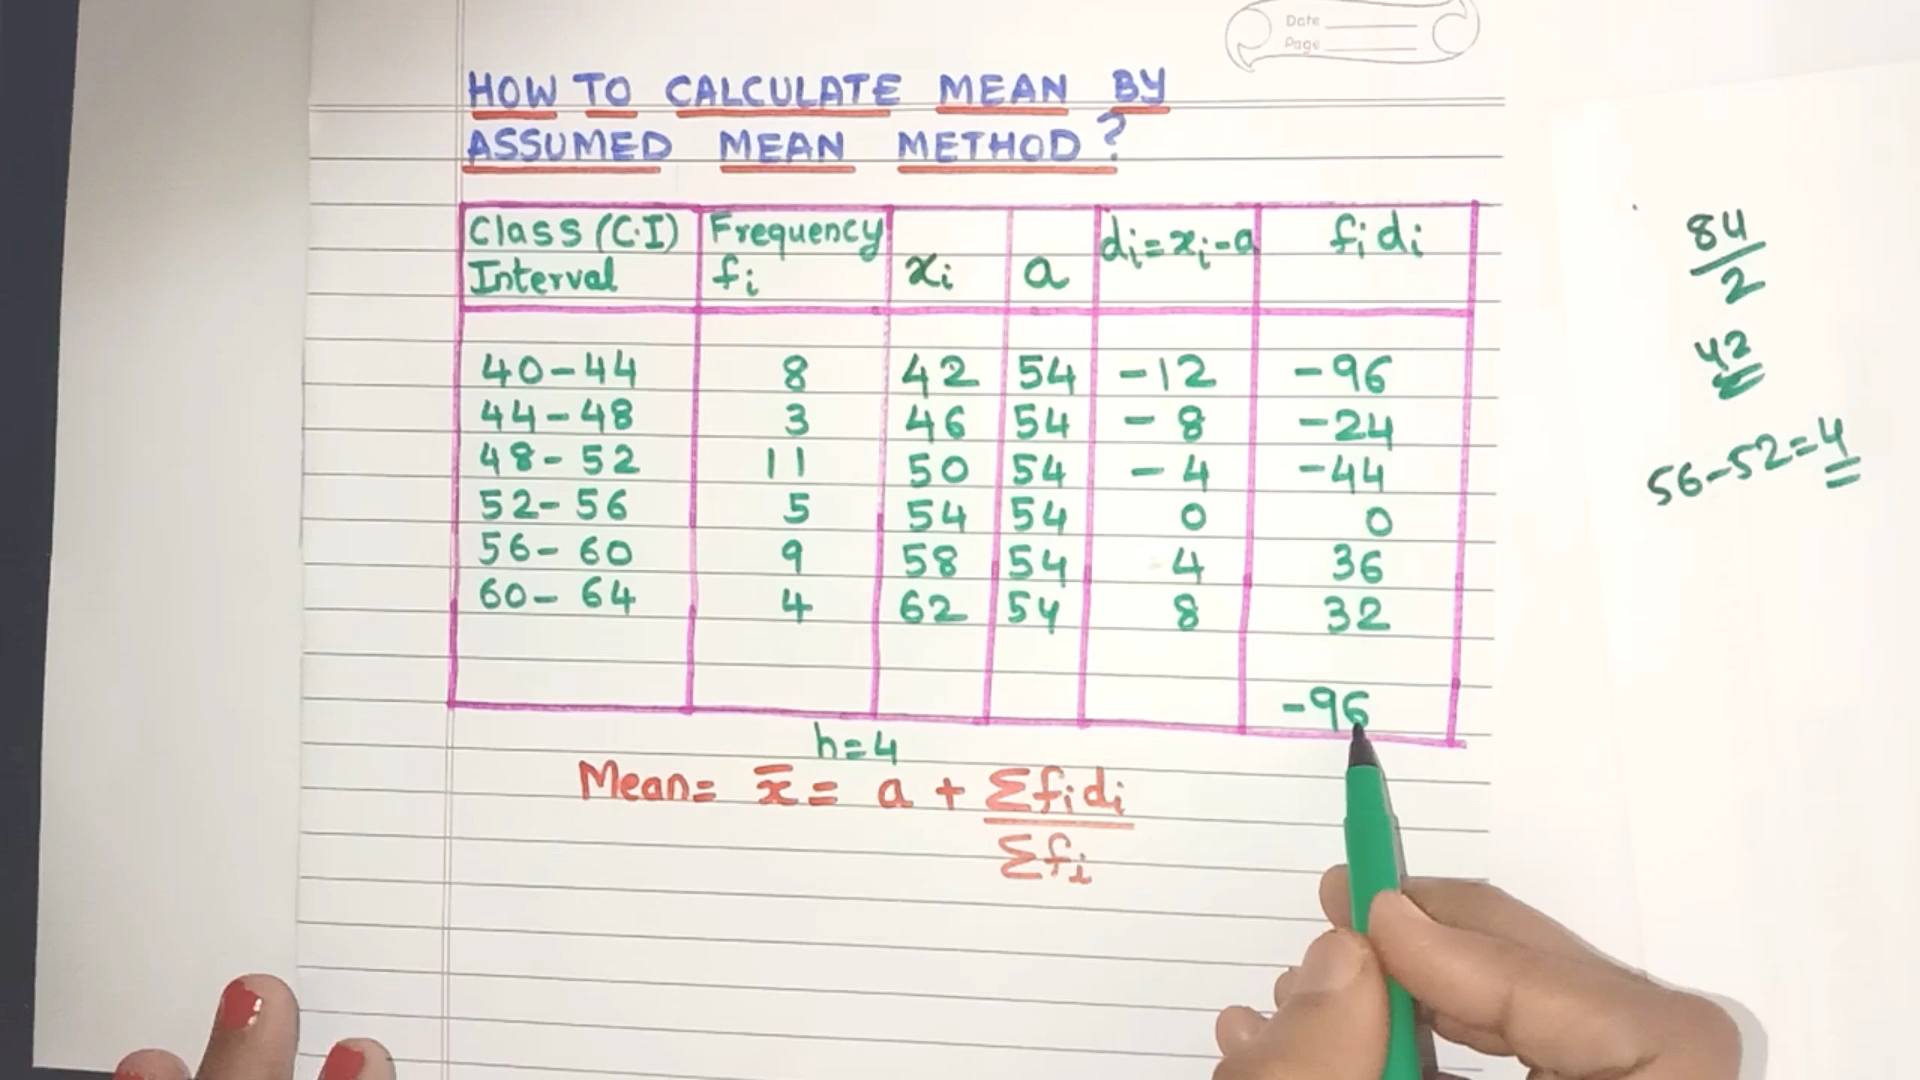 Date
Page
HOW TO CALCULATE MEAN BY
ASSUMED MEAN METHOD?
Class (C.I) Interval Frequency fi xi a di=xi-a fidi
40-44 8 42 54 -12 -96
44-48 3 46 54 -8 -24
48-52 11 50 54 -4 -44
52-56 5 54 54 0 0
56-60 9 58 54 4 36
60-64 4 62 54 8 32
-96
h=4
Mean= x̄ = a + Σfidi
Σfi
84
2
42
56-52=4